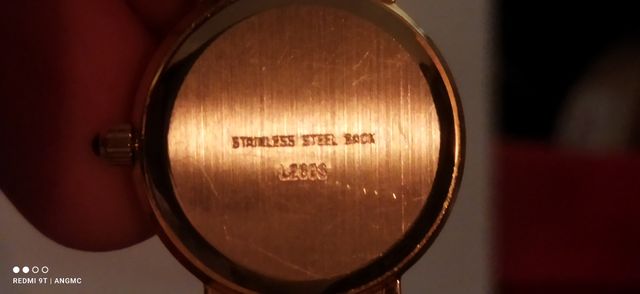 STAINLESS STEEL BACK
REDMI 9T | ANGMC